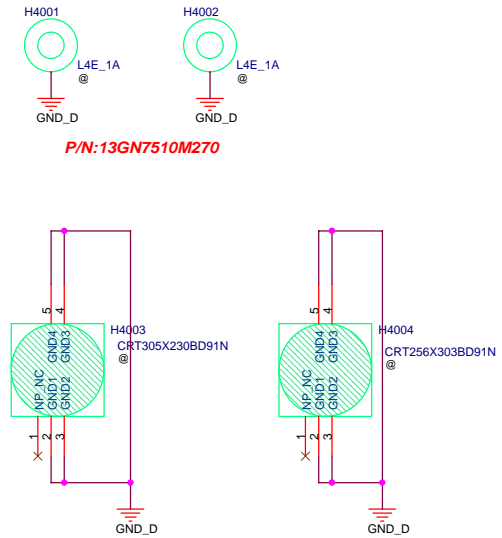 H4001
H4002
L4E_1A
@
L4E_1A
@
GND_D
GND_D
P/N:13GN7510M270
5
4
GND4
GND3
NP_NC
GND1
GND2
1
2
3
H4003
CRT305X230BD91N
@
GND_D
5
4
GND4
GND3
NP_NC
GND1
GND2
1
2
3
H4004
CRT256X303BD91N
@
GND_D